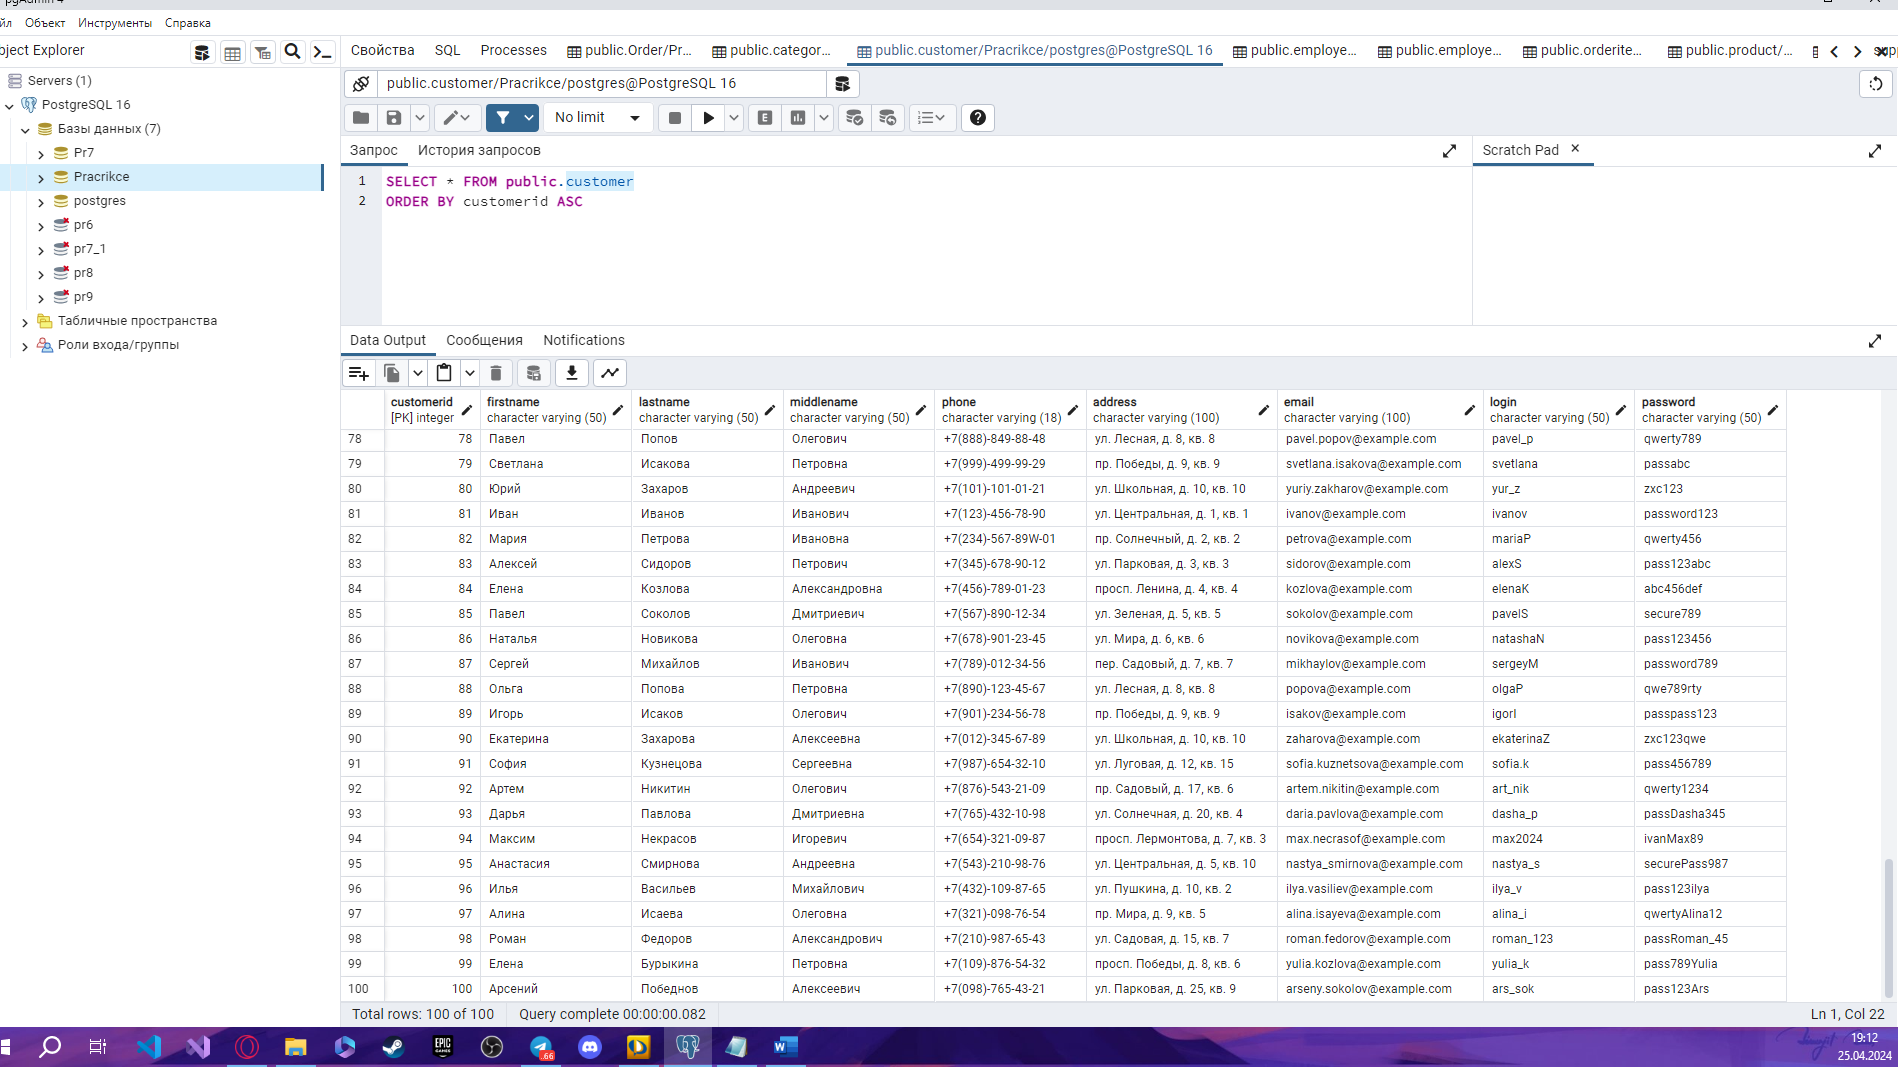 pgAdmin 4
йл Объект Инструменты Справка
bject Explorer
Свойства SQL Processes public.Order/Pr... public.categor... public.customer/Pracrikce/postgres@PostgreSQL 16 public.employe... public.employe... public.orderite... public.product/...
Servers (1)
PostgreSQL 16
Базы данных (7)
Pr7
Pracrikce
postgres
pr6
pr7_1
pr8
pr9
Табличные пространства
Роли входа/группы
public.customer/Pracrikce/postgres@PostgreSQL 16
No limit
E
Запрос История запросов
Scratch Pad
1 SELECT * FROM public.customer
2 ORDER BY customerid ASC
Data Output Сообщения Notifications
customerid firstname lastname middlename phone address email login password
[PK] integer character varying (50) character varying (50) character varying (50) character varying (18) character varying (100) character varying (100) character varying (50) character varying (50)
78 78 Павел Попов Олегович +7(888)-849-88-48 ул. Лесная, д. 8, кв. 8 pavel.popov@example.com pavel_p qwerty789
79 79 Светлана Исакова Петровна +7(999)-499-99-29 пр. Победы, д. 9, кв. 9 svetlana.isakova@example.com svetlana passabc
80 80 Юрий Захаров Андреевич +7(101)-101-01-21 ул. Школьная, д. 10, кв. 10 yuriy.zakharov@example.com yur_z zxc123
81 81 Иван Иванов Иванович +7(123)-456-78-90 ул. Центральная, д. 1, кв. 1 ivanov@example.com ivanov password123
82 82 Мария Петрова Ивановна +7(234)-567-89W-01 пр. Солнечный, д. 2, кв. 2 petrova@example.com mariaP qwerty456
83 83 Алексей Сидоров Петрович +7(345)-678-90-12 ул. Парковая, д. 3, кв. 3 sidorov@example.com alexS pass123abc
84 84 Елена Козлова Александровна +7(456)-789-01-23 просп. Ленина, д. 4, кв. 4 kozlova@example.com elenaK abc456def
85 85 Павел Соколов Дмитриевич +7(567)-890-12-34 ул. Зеленая, д. 5, кв. 5 sokolov@example.com pavelS secure789
86 86 Наталья Новикова Олеговна +7(678)-901-23-45 ул. Мира, д. 6, кв. 6 novikova@example.com natashaN pass123456
87 87 Сергей Михайлов Иванович +7(789)-012-34-56 пер. Садовый, д. 7, кв. 7 mikhaylov@example.com sergeyM password789
88 88 Ольга Попова Петровна +7(890)-123-45-67 ул. Лесная, д. 8, кв. 8 popova@example.com olgaP qwe789rty
89 89 Игорь Исаков Олегович +7(901)-234-56-78 пр. Победы, д. 9, кв. 9 isakov@example.com igorI passpass123
90 90 Екатерина Захарова Алексеевна +7(012)-345-67-89 ул. Школьная, д. 10, кв. 10 zaharova@example.com ekaterinaZ zxc123qwe
91 91 София Кузнецова Сергеевна +7(987)-654-32-10 ул. Луговая, д. 12, кв. 15 sofia.kuznetsova@example.com sofia.k pass456789
92 92 Артем Никитин Олегович +7(876)-543-21-09 пр. Садовый, д. 17, кв. 6 artem.nikitin@example.com art_nik qwerty1234
93 93 Дарья Павлова Дмитриевна +7(765)-432-10-98 ул. Солнечная, д. 20, кв. 4 daria.pavlova@example.com dasha_p passDasha345
94 94 Максим Некрасов Игоревич +7(654)-321-09-87 просп. Лермонтова, д. 7, кв. 3 max.necrasof@example.com max2024 ivanMax89
95 95 Анастасия Смирнова Андреевна +7(543)-210-98-76 ул. Центральная, д. 5, кв. 10 nastya_smirnova@example.com nastya_s securePass987
96 96 Илья Васильев Михайлович +7(432)-109-87-65 ул. Пушкина, д. 10, кв. 2 ilya.vasiliev@example.com ilya_v pass123ilya
97 97 Алина Исаева Олеговна +7(321)-098-76-54 пр. Мира, д. 9, кв. 5 alina.isayeva@example.com alina_i qwertyAlina12
98 98 Роман Федоров Александрович +7(210)-987-65-43 ул. Садовая, д. 15, кв. 7 roman.fedorov@example.com roman_123 passRoman_45
99 99 Елена Бурыкина Петровна +7(109)-876-54-32 просп. Победы, д. 8, кв. 6 yulia.kozlova@example.com yulia_k pass789Yulia
100 100 Арсений Победнов Алексеевич +7(098)-765-43-21 ул. Парковая, д. 25, кв. 9 arseny.sokolov@example.com ars_sok pass123Ars
Total rows: 100 of 100 Query complete 00:00:00.082 Ln 1, Col 22
EPIC GAMES .66 W 19:12
25.04.2024